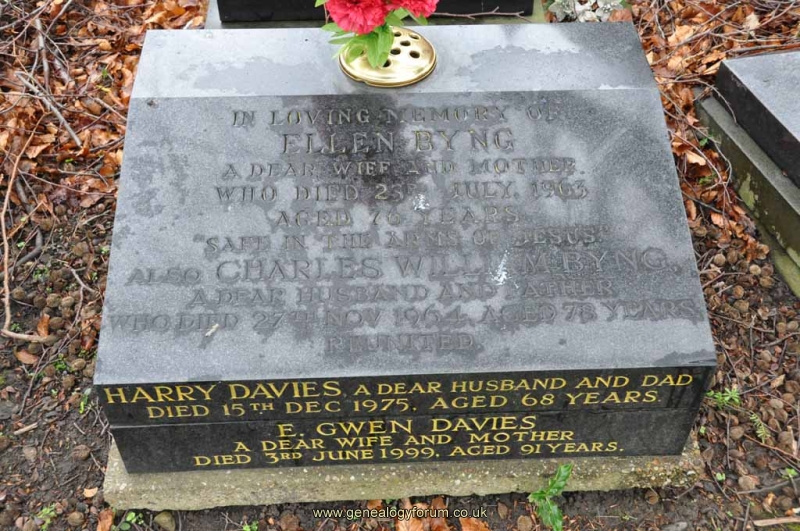 IN LOVING MEMORY OF
ELLEN BYNG
A DEAR WIFE AND MOTHER
WHO DIED 23RD JULY, 1963
AGED 76 YEARS
"SAFE IN THE ARMS OF JESUS"
ALSO CHARLES WILLIAM BYNG,
A DEAR HUSBAND AND FATHER
WHO DIED 27TH NOV 1964, AGED 78 YEARS
REUNITED
HARRY DAVIES, A DEAR HUSBAND AND DAD
DIED 15TH DEC 1975, AGED 68 YEARS.
E. GWEN DAVIES
A DEAR WIFE AND MOTHER
DIED 3RD JUNE 1999, AGED 91 YEARS.
www.genealogyforum.co.uk